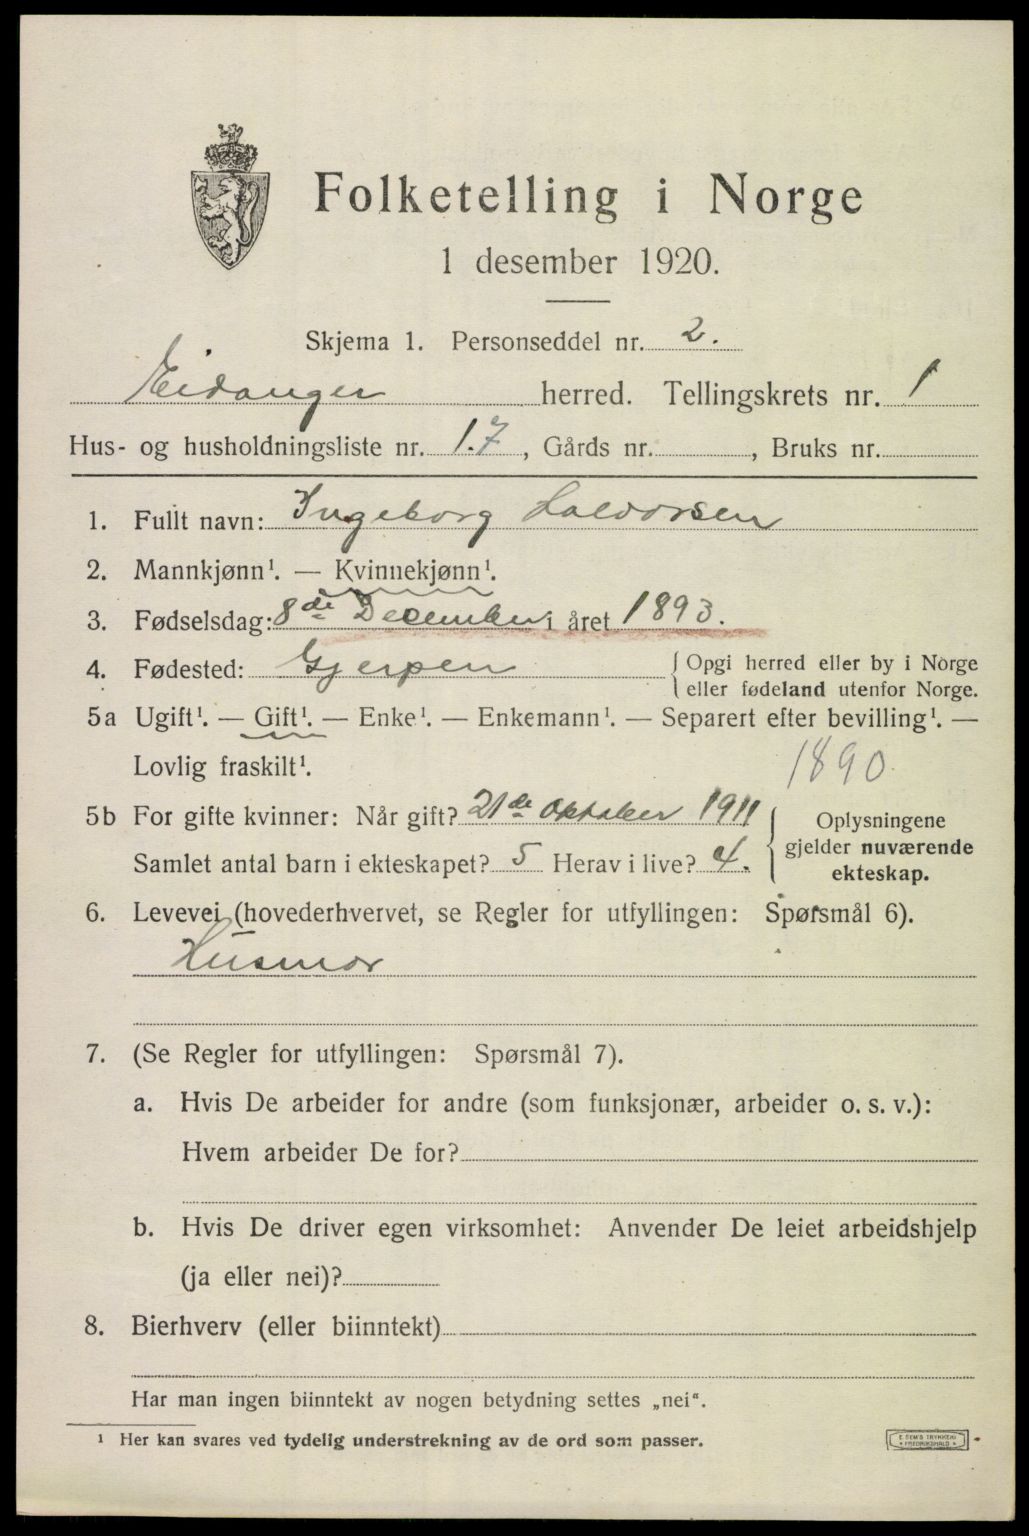 Folketelling i Norge
1 desember 1920.
Skjema 1. Personseddel nr. 2.
Eidanger herred. Tellingskrets nr. 1
Hus- og husholdningsliste nr. 17, Gårds nr. , Bruks nr.
1. Fullt navn: Ingeborg Halvorsen
2. Mannkjønn¹. — Kvinnekjønn¹.
3. Fødselsdag: 8de December i året 1893.
4. Fødested: Gjerpen { Opgi herred eller by i Norge
eller fødeland utenfor Norge.
5a Ugift¹. — Gift¹. — Enke¹. — Enkemann¹. — Separert efter bevilling¹. —
Lovlig fraskilt¹.
1890
5b For gifte kvinner: Når gift? 21de Oktober 1911
Samlet antal barn i ekteskapet? 5 Herav i live? 4.
{ Oplysningene
gjelder nuværende
ekteskap.
6. Levevei (hovederhvervet, se Regler for utfyllingen: Spørsmål 6).
Husmor
7. (Se Regler for utfyllingen: Spørsmål 7).
a. Hvis De arbeider for andre (som funksjonær, arbeider o. s. v.):
Hvem arbeider De for?
b. Hvis De driver egen virksomhet: Anvender De leiet arbeidshjelp
(ja eller nei)?
8. Bierhverv (eller biinntekt)
Har man ingen biinntekt av nogen betydning settes „nei“.
¹ Her kan svares ved tydelig understrekning av de ord som passer.
E SEM'S TRYKKERI
* FREDRIKSHALD *